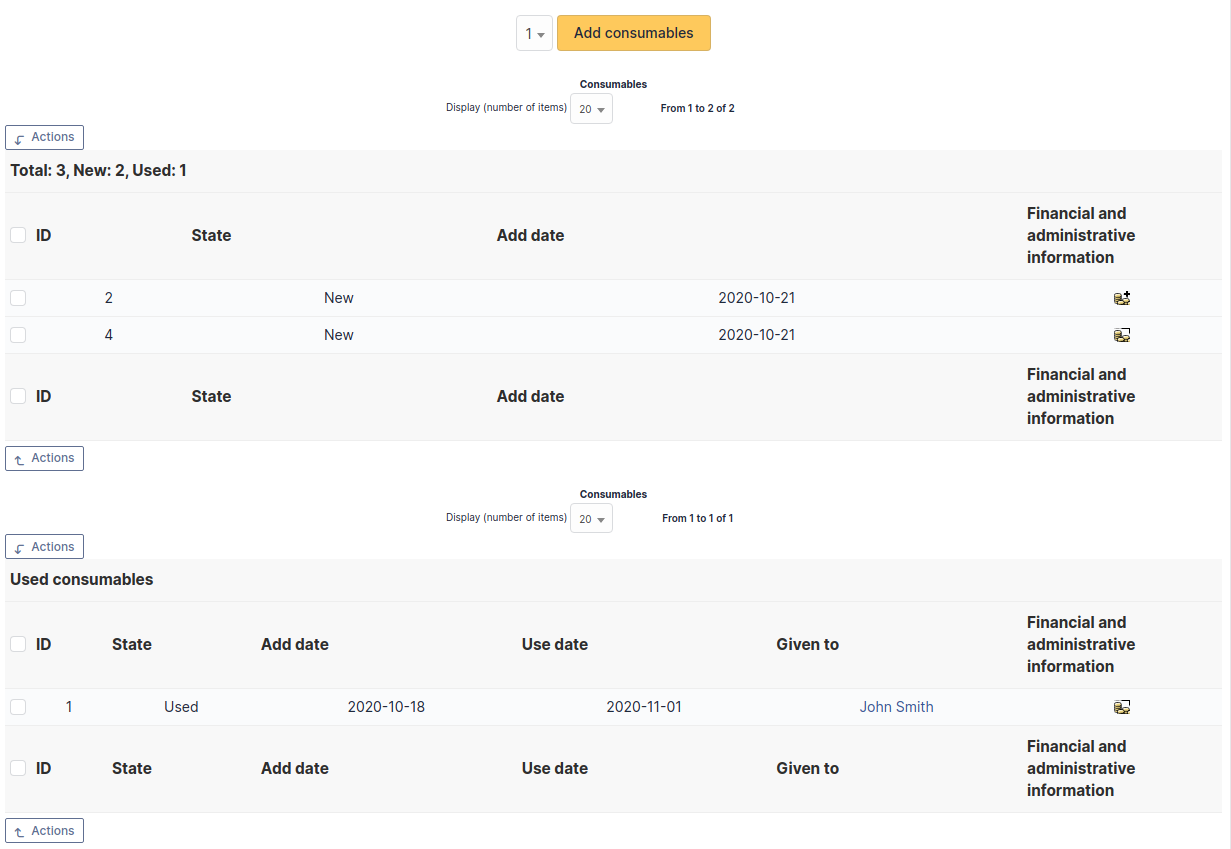 1 Add consumables
Consumables
Display (number of items) 20 From 1 to 2 of 2
Actions
Total: 3, New: 2, Used: 1
ID State Add date Financial and administrative information
2 New 2020-10-21
4 New 2020-10-21
ID State Add date Financial and administrative information
Actions
Consumables
Display (number of items) 20 From 1 to 1 of 1
Actions
Used consumables
ID State Add date Use date Given to Financial and administrative information
1 Used 2020-10-18 2020-11-01 John Smith
ID State Add date Use date Given to Financial and administrative information
Actions